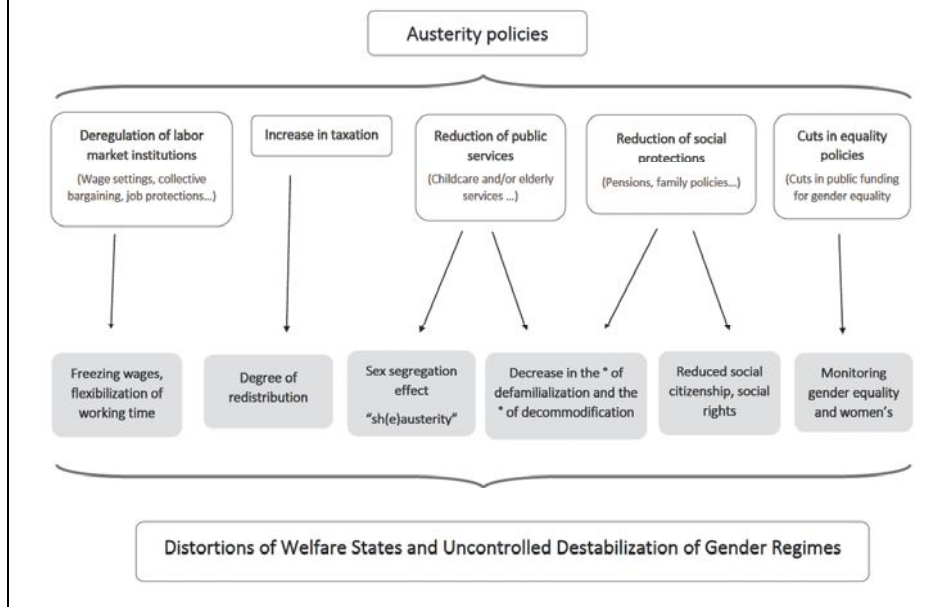 Austerity policies
Deregulation of labor
market institutions
(Wage settings, collective
bargaining, job protections...)
Increase in taxation
Reduction of public
services
(Childcare and/or elderly
services ...)
Reduction of social
protections
(Pensions, family policies...)
Cuts in equality
policies
(Cuts in public funding
for gender equality
Freezing wages,
flexibilization of
working time
Degree of
redistribution
Sex segregation
effect
"sh(e)austerity"
Decrease in the ° of
defamilialization and the
° of decommodification
Reduced social
citizenship, social
rights
Monitoring
gender equality
and women's
Distortions of Welfare States and Uncontrolled Destabilization of Gender Regimes